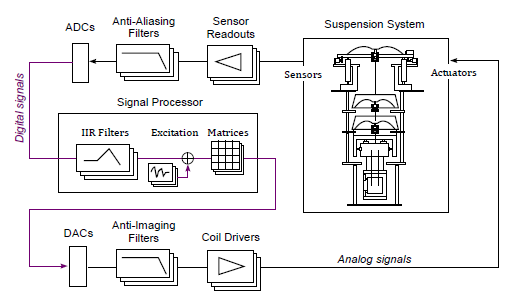 ADCs
Anti-Aliasing
Filters
Sensor
Readouts
Suspension System
Sensors
Actuators
Digital signals
Signal Processor
IIR Filters
Excitation
Matrices
DACs
Anti-Imaging
Filters
Coil Drivers
Analog signals